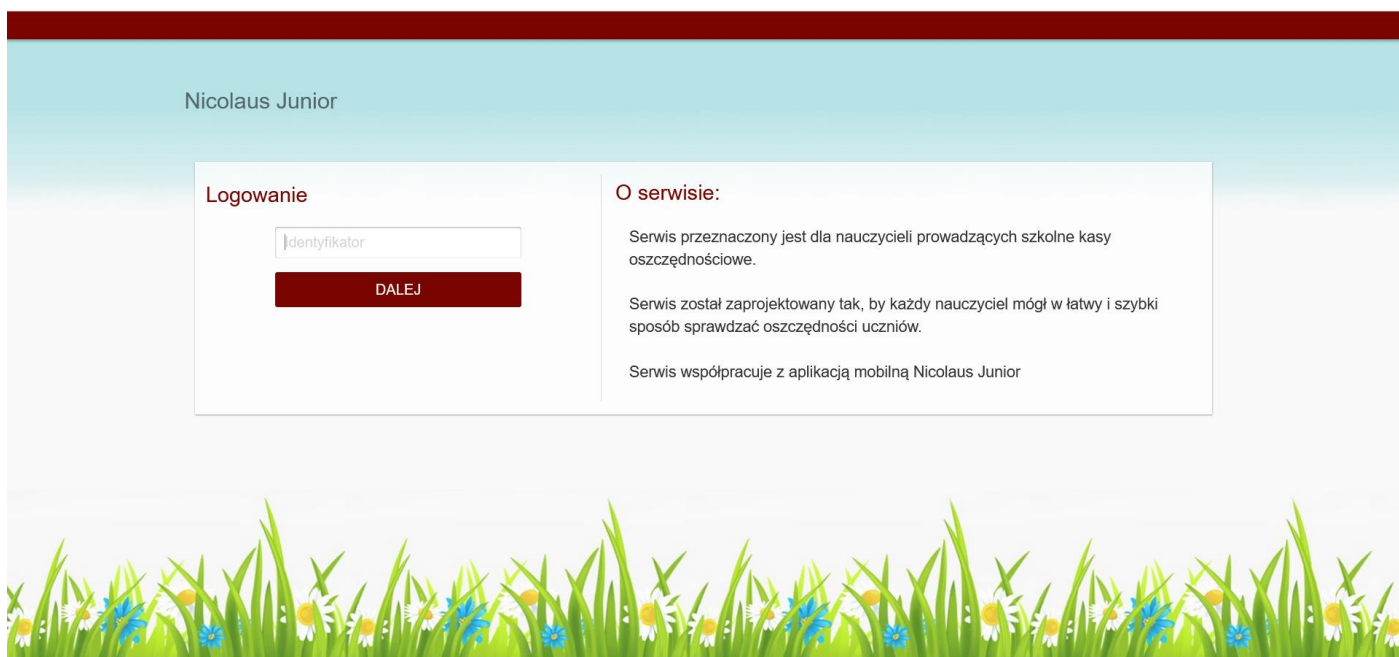 Nicolaus Junior
Logowanie
Identyfikator
DALEJ
O serwisie:
Serwis przeznaczony jest dla nauczycieli prowadzących szkolne kasy
oszczędnościowe.
Serwis został zaprojektowany tak, by każdy nauczyciel mógł w łatwy i szybki
sposób sprawdzać oszczędności uczniów.
Serwis współpracuje z aplikacją mobilną Nicolaus Junior